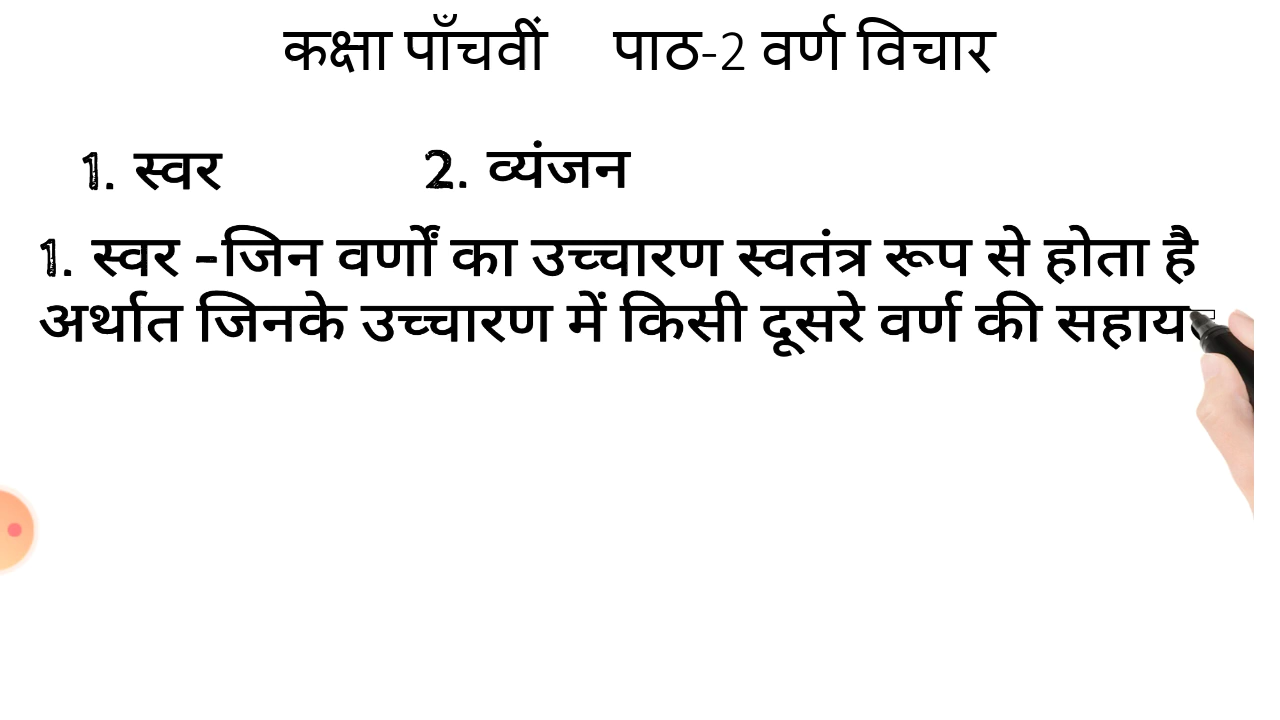 कक्षा पाँचवीं पाठ-2 वर्ण विचार
1. स्वर 2. व्यंजन
1. स्वर -जिन वर्णों का उच्चारण स्वतंत्र रूप से होता है
अर्थात जिनके उच्चारण में किसी दूसरे वर्ण की